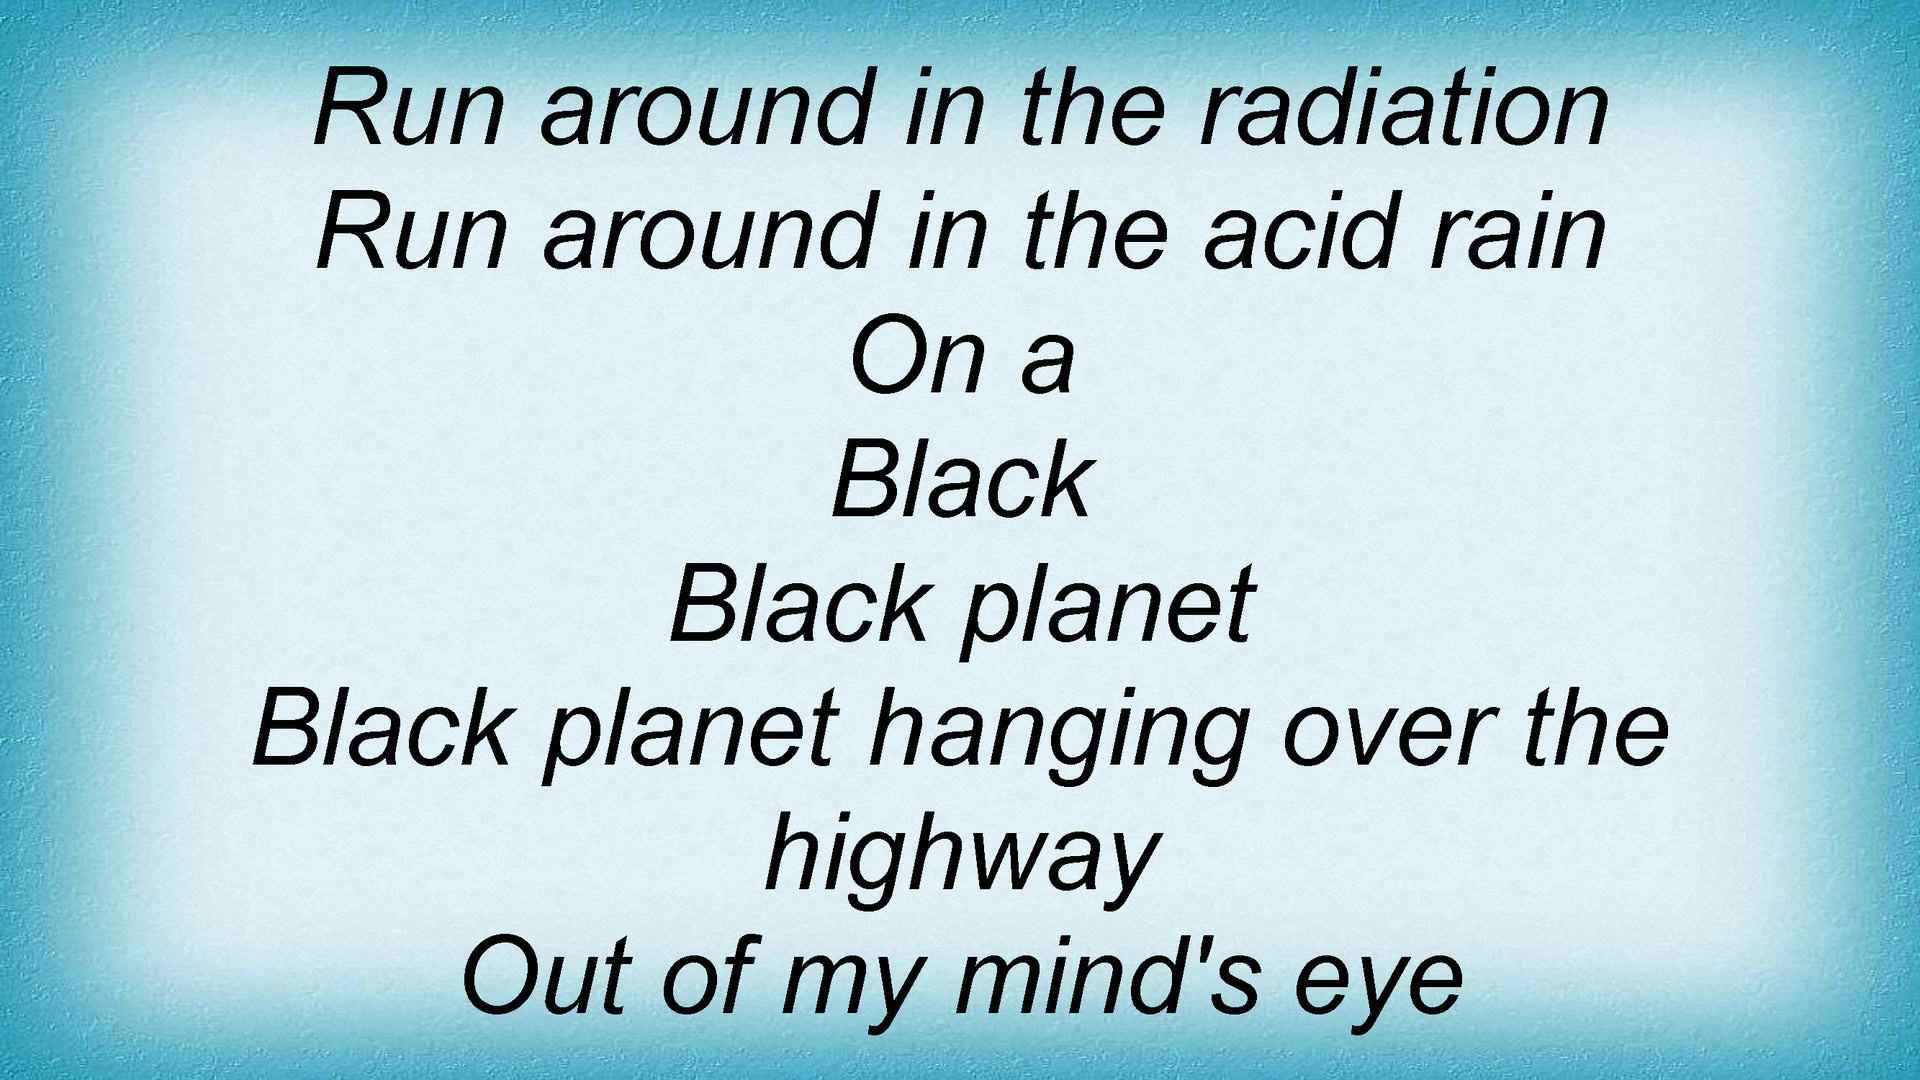 Run around in the radiation
Run around in the acid rain
On a
Black
Black planet
Black planet hanging over the
highway
Out of my mind's eye